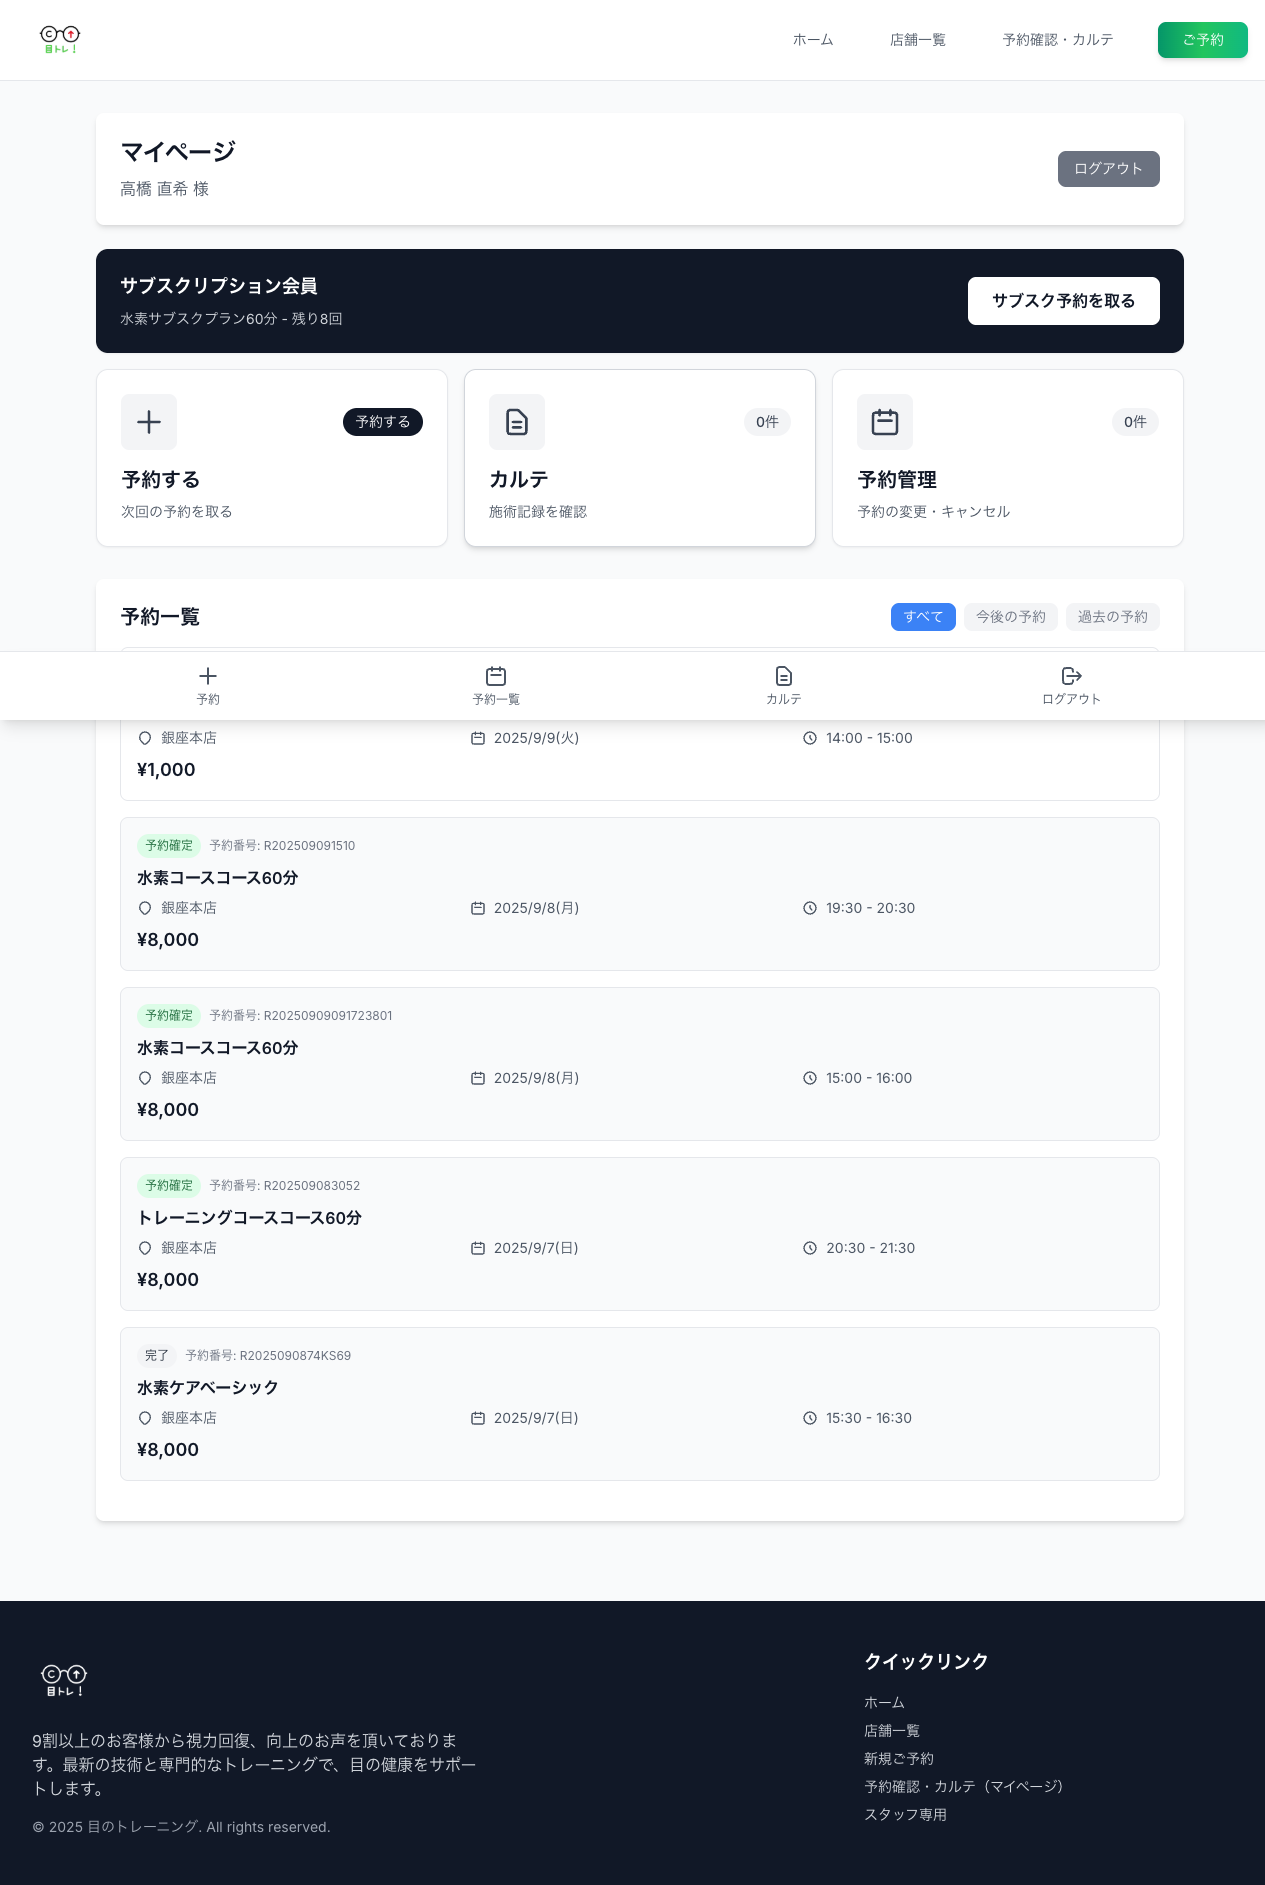 目トレ!
ホーム
店舗一覧
予約確認・カルテ
ご予約
マイページ
高橋 直希 様
ログアウト
サブスクリプション会員
水素サブスクプラン60分 - 残り8回
サブスク予約を取る
予約する
予約する
次回の予約を取る
0件
カルテ
施術記録を確認
0件
予約管理
予約の変更・キャンセル
予約一覧
すべて
今後の予約
過去の予約
予約
予約一覧
カルテ
ログアウト
銀座本店
2025/9/9(火)
14:00 - 15:00
¥1,000
予約確定
予約番号: R202509091510
水素コースコース60分
銀座本店
2025/9/8(月)
19:30 - 20:30
¥8,000
予約確定
予約番号: R20250909091723801
水素コースコース60分
銀座本店
2025/9/8(月)
15:00 - 16:00
¥8,000
予約確定
予約番号: R202509083052
トレーニングコースコース60分
銀座本店
2025/9/7(日)
20:30 - 21:30
¥8,000
完了
予約番号: R2025090874KS69
水素ケアベーシック
銀座本店
2025/9/7(日)
15:30 - 16:30
¥8,000
目トレ!
9割以上のお客様から視力回復、向上のお声を頂いておりま
す。最新の技術と専門的なトレーニングで、目の健康をサポー
トします。
© 2025 目のトレーニング. All rights reserved.
クイックリンク
ホーム
店舗一覧
新規ご予約
予約確認・カルテ（マイページ）
スタッフ専用